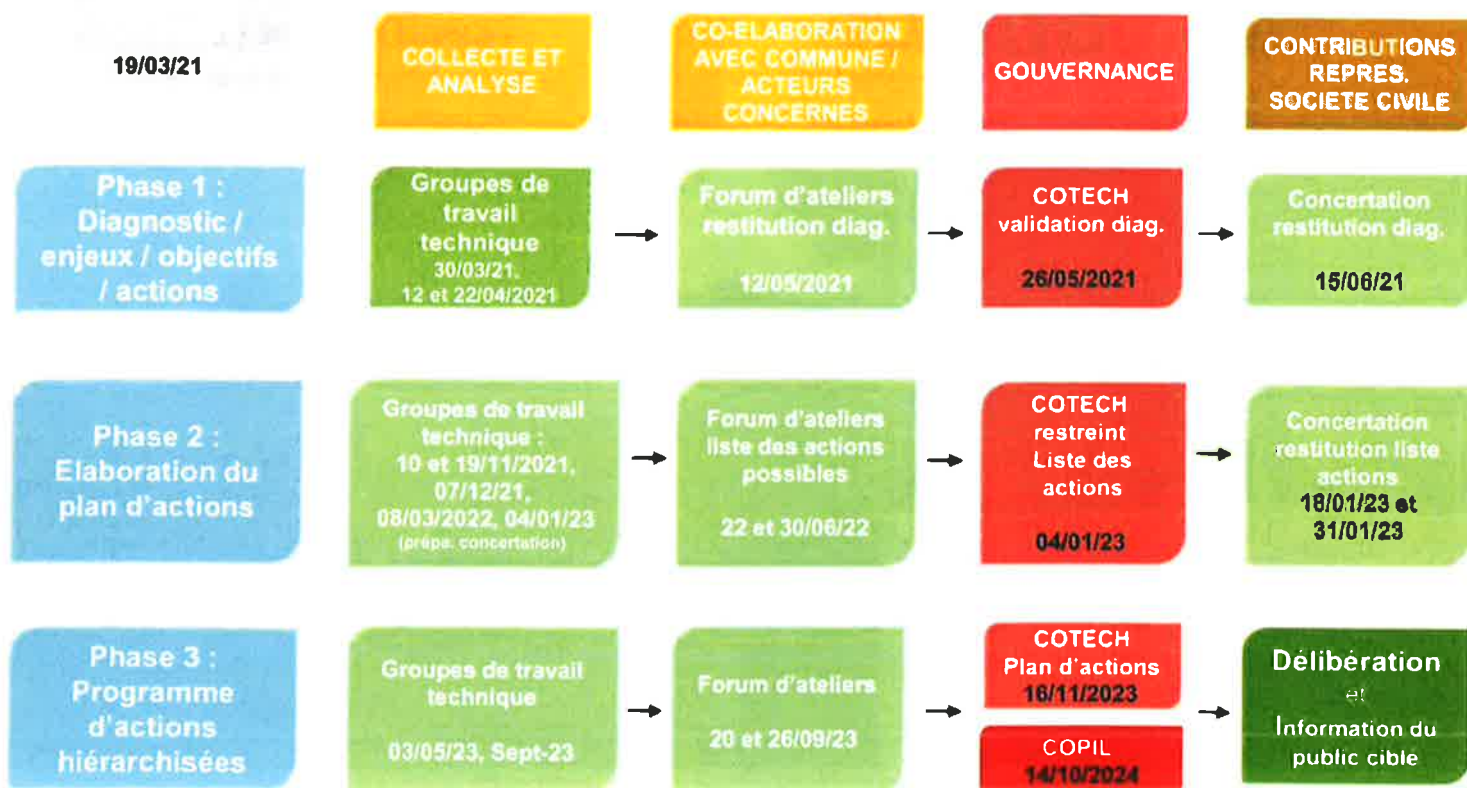 19/03/21
COLLECTE ET
ANALYSE
CO-ELABORATION
AVEC COMMUNE /
ACTEURS
CONCERNES
GOUVERNANCE
CONTRIBUTIONS
REPRES.
SOCIETE CIVILE
Phase 1 :
Diagnostic /
enjeux / objectifs
/ actions
Groupes de
travail
technique
30/03/21,
12 et 22/04/2021
Forum d'ateliers
restitution diag.
12/05/2021
COTECH
validation diag.
26/05/2021
Concertation
restitution diag.
15/06/21
Phase 2 :
Elaboration du
plan d'actions
Groupes de travail
technique :
10 et 19/11/2021,
07/12/21,
08/03/2022, 04/01/23
(prépa. concertation)
Forum d'ateliers
liste des actions
possibles
22 et 30/06/22
COTECH
restreint
Liste des
actions
04/01/23
Concertation
restitution liste
actions
18/01/23 et
31/01/23
Phase 3 :
Programme
d'actions
hiérarchisées
Groupes de travail
technique
03/05/23, Sept-23
Forum d'ateliers
20 et 26/09/23
COTECH
Plan d'actions
16/11/2023
COPIL
14/10/2024
Délibération
et
Information du
public cible